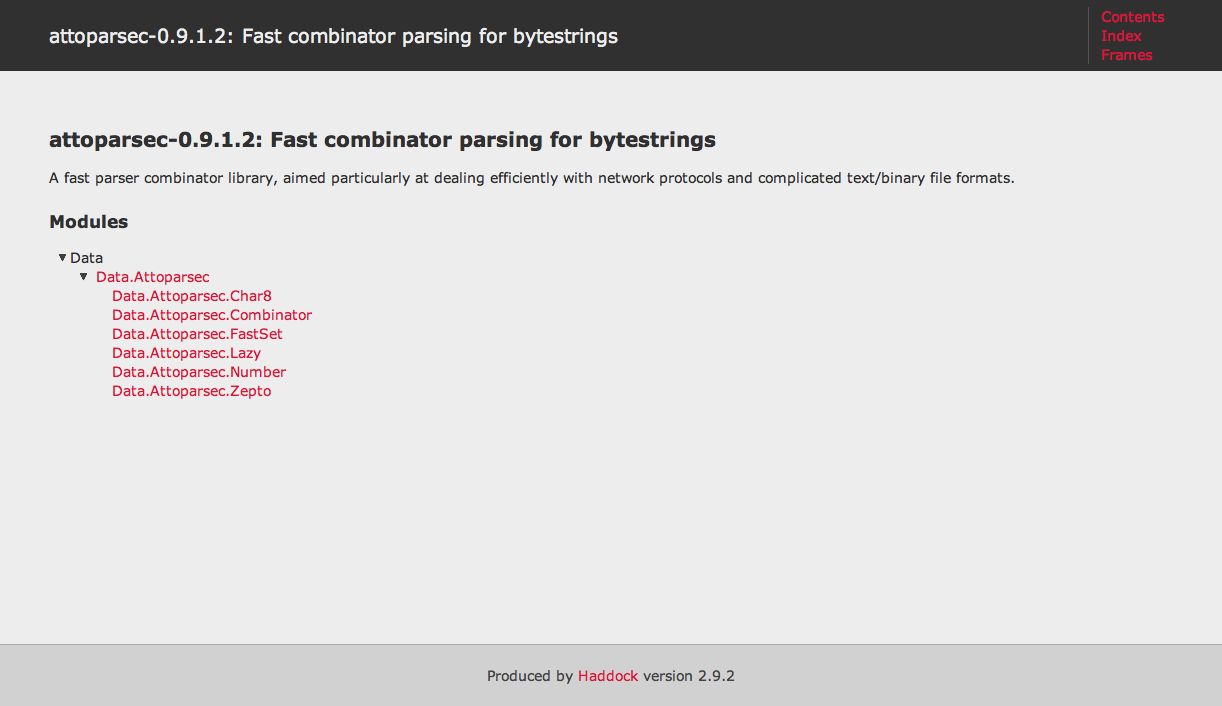 attoparsec-0.9.1.2: Fast combinator parsing for bytestrings
Contents
Index
Frames
attoparsec-0.9.1.2: Fast combinator parsing for bytestrings
A fast parser combinator library, aimed particularly at dealing efficiently with network protocols and complicated text/binary file formats.
Modules
Data
Data.Attoparsec
Data.Attoparsec.Char8
Data.Attoparsec.Combinator
Data.Attoparsec.FastSet
Data.Attoparsec.Lazy
Data.Attoparsec.Number
Data.Attoparsec.Zepto
Produced by Haddock version 2.9.2